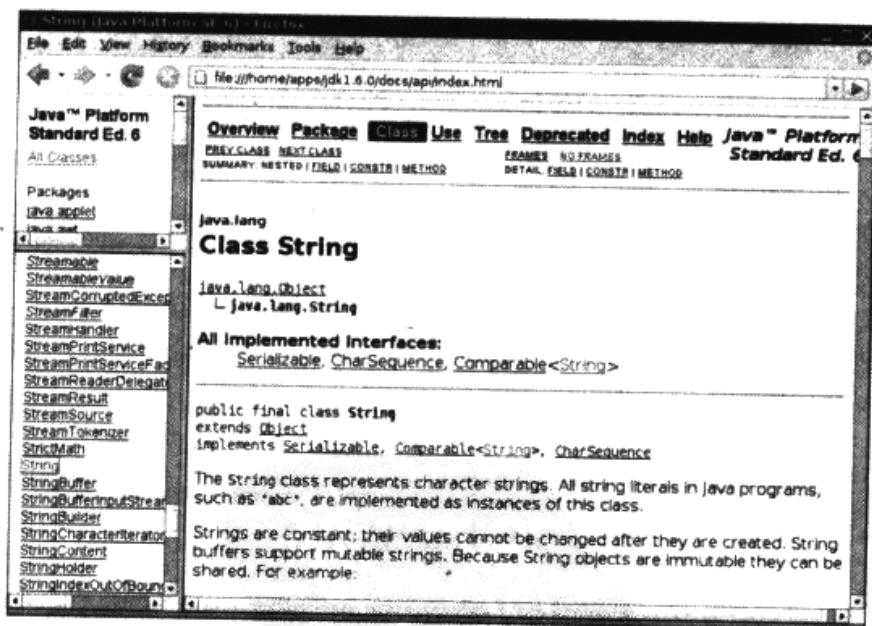 String (Java Platform SE 6) - Firefox
File Edit View History Bookmarks Tools Help
file:///home/apps/jdk1.6.0/docs/api/index.html
Java™ Platform
Standard Ed. 6
All Classes
Packages
java.applet
java.awt
Streamable
StreamableValue
StreamCorruptedExcep
StreamFilter
StreamHandler
StreamPrintService
StreamPrintServiceFac
StreamReaderDelegat
StreamResult
StreamSource
StreamTokenizer
StrictMath
String
StringBuffer
StringBufferInputStrear
StringBuilder
StringCharacterIterator
StringContent
StringHolder
StringIndexOutOfBoun
Overview Package Class Use Tree Deprecated Index Help Java™ Platform
Standard Ed. 6
PREV CLASS NEXT CLASS FRAMES NO FRAMES
SUMMARY: NESTED | FIELD | CONSTR | METHOD DETAIL: FIELD | CONSTR | METHOD
java.lang
Class String
java.lang.Object
java.lang.String
All Implemented Interfaces:
Serializable, CharSequence, Comparable<String>
public final class String
extends Object
implements Serializable, Comparable<String>, CharSequence
The String class represents character strings. All string literals in Java programs,
such as "abc", are implemented as instances of this class.
Strings are constant; their values cannot be changed after they are created. String
buffers support mutable strings. Because String objects are immutable they can be
shared. For example: